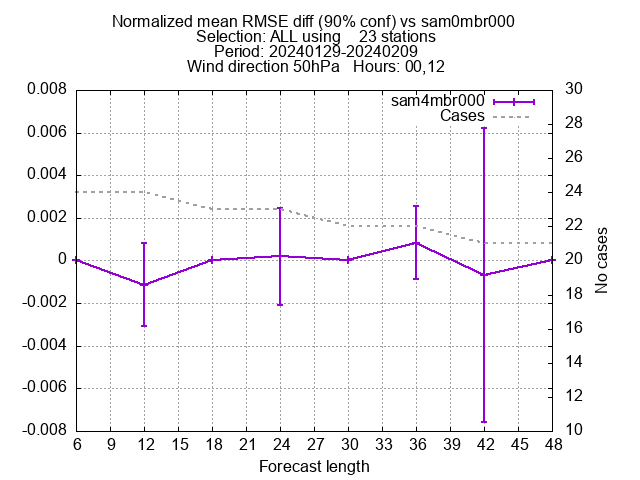 Normalized mean RMSE diff (90% conf) vs sam0mbr000
Selection: ALL using    23 stations
Period: 20240129-20240209
Wind direction 50hPa   Hours: 00,12
sam4mbr000
Cases
0.008
0.006
0.004
0.002
0
-0.002
-0.004
-0.006
-0.008
30
28
26
24
22
20
18
16
14
12
10
No cases
6 9 12 15 18 21 24 27 30 33 36 39 42 45 48
Forecast length